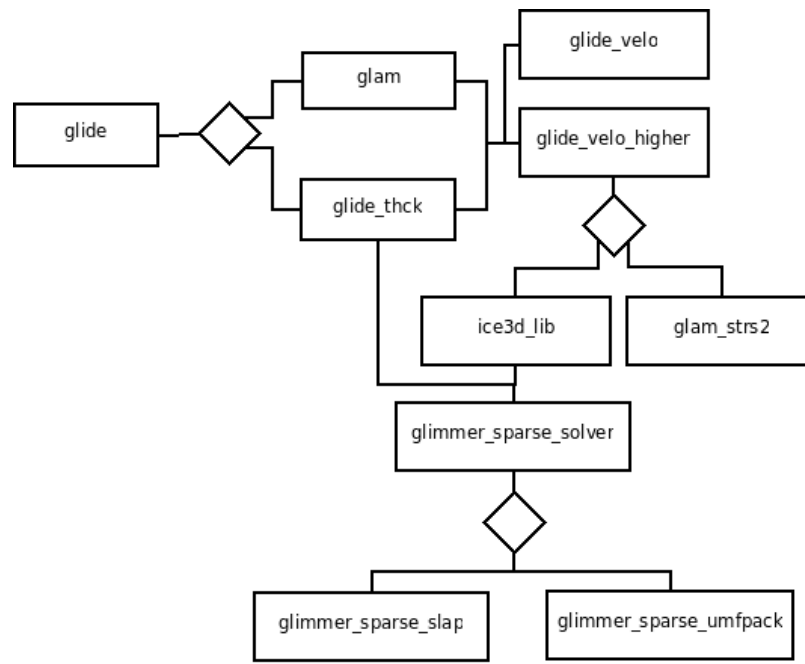 glide_velo
glam
glide
glide_velo_higher
glide_thck
ice3d_lib
glam_strs2
glimmer_sparse_solver
glimmer_sparse_slap
glimmer_sparse_umfpack